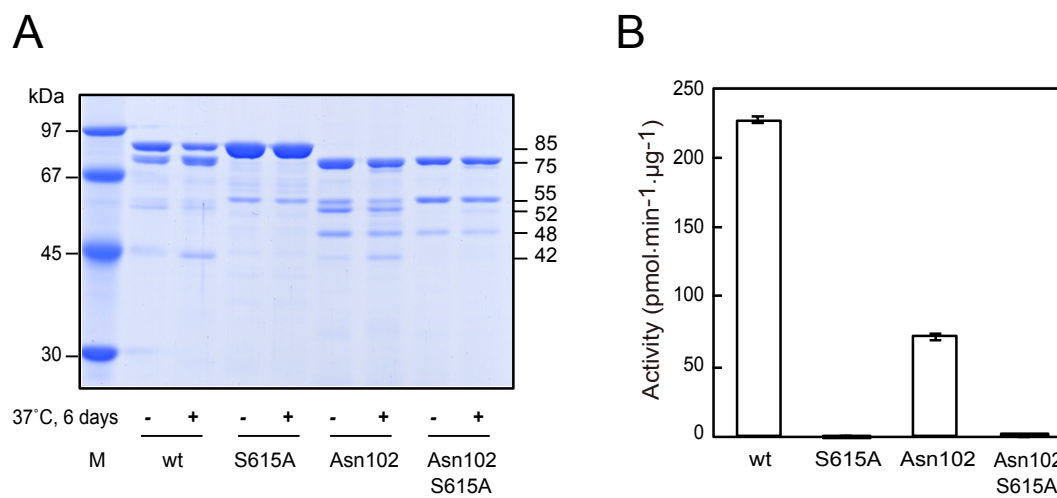 A
kDa
97
67
45
30
85
75
55
52
48
42
37˚C, 6 days - + - + - + - +
M wt S615A Asn102 Asn102
S615A
B
Activity (pmol·min⁻¹·µg⁻¹)
250
200
150
100
50
0
wt S615A Asn102 Asn102
S615A